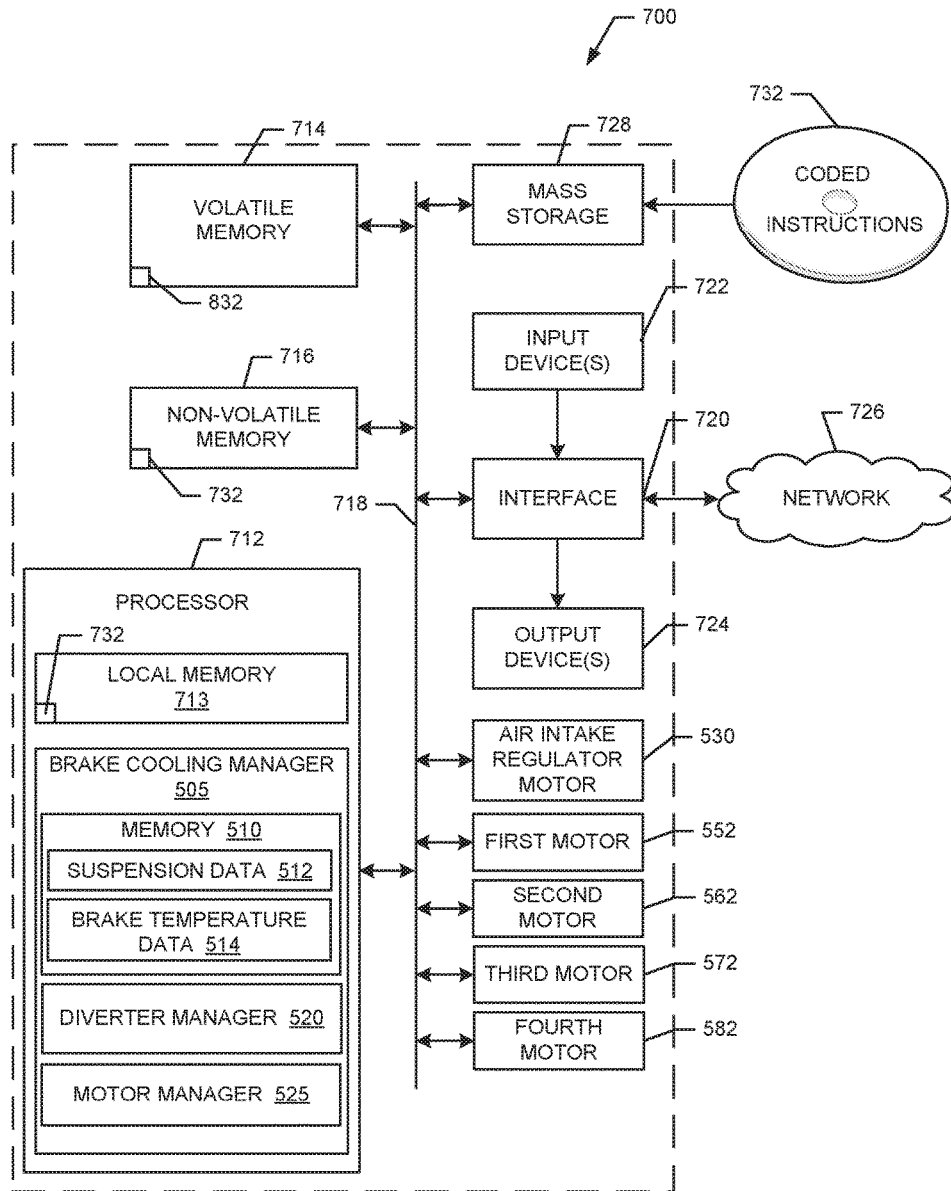 700
714
728
732
VOLATILE
MEMORY
MASS
STORAGE
CODED
INSTRUCTIONS
832
722
INPUT
DEVICE(S)
716
NON-VOLATILE
MEMORY
720
726
INTERFACE
NETWORK
732
718
712
PROCESSOR
OUTPUT
DEVICE(S)
724
732
LOCAL MEMORY
713
AIR INTAKE
REGULATOR
MOTOR
530
BRAKE COOLING MANAGER
505
MEMORY 510
FIRST MOTOR
552
SUSPENSION DATA 512
SECOND
MOTOR
562
BRAKE TEMPERATURE
DATA 514
THIRD MOTOR
572
DIVERTER MANAGER 520
FOURTH
MOTOR
582
MOTOR MANAGER 525